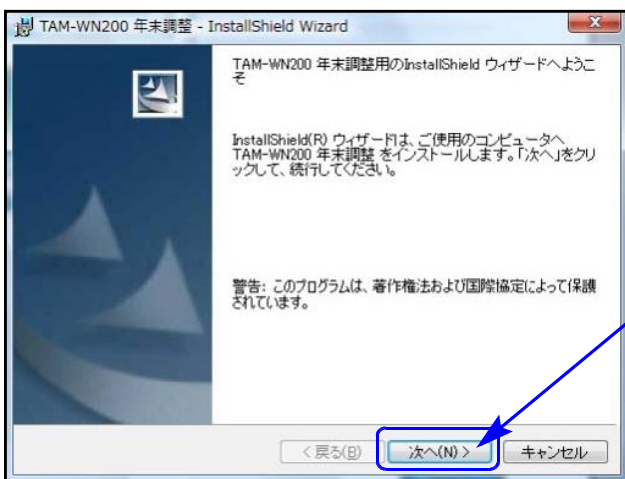 TAM-WN200 年末調整 - InstallShield Wizard
TAM-WN200 年末調整用のInstallShield ウィザードへようこ
そ
InstallShield(R) ウィザードは、ご使用のコンピュータへ
TAM-WN200 年末調整 をインストールします。「次へ」をクリ
ックして、続行してください。
警告: このプログラムは、著作権法および国際協定によって保護
されています。
< 戻る(B)
次へ(N) >
キャンセル